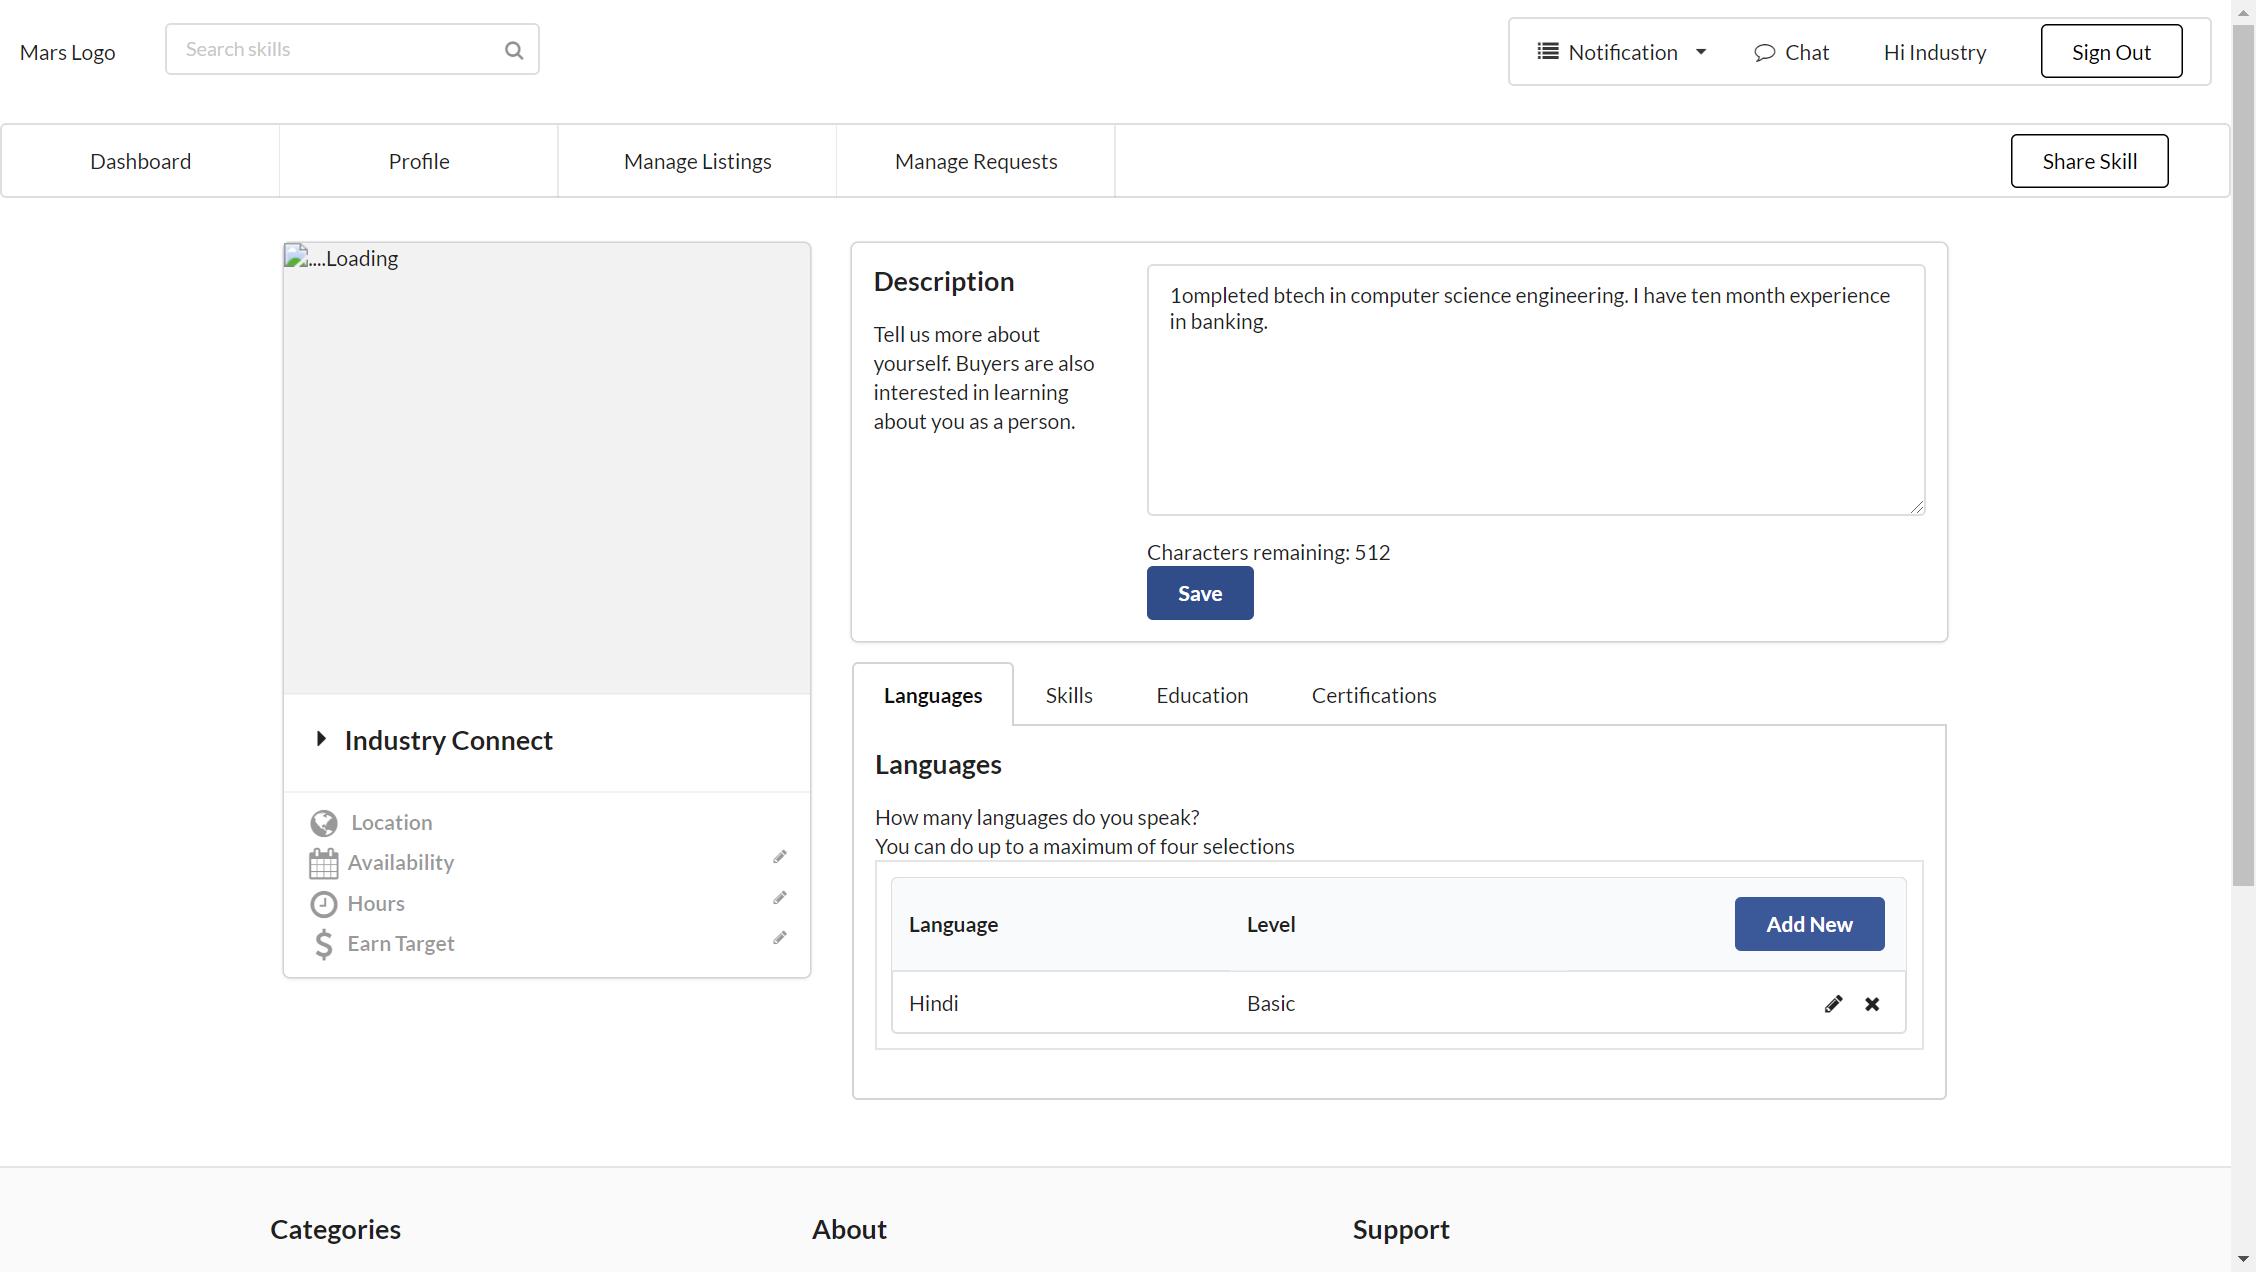 Mars Logo
Search skills
Notification
Chat
Hi Industry
Sign Out
Dashboard
Profile
Manage Listings
Manage Requests
Share Skill
....Loading
Industry Connect
Location
Availability
Hours
Earn Target
Description
Tell us more about
yourself. Buyers are also
interested in learning
about you as a person.
1ompleted btech in computer science engineering. I have ten month experience
in banking.
Characters remaining: 512
Save
Languages
Skills
Education
Certifications
Languages
How many languages do you speak?
You can do up to a maximum of four selections
Language
Level
Add New
Hindi
Basic
Categories
About
Support